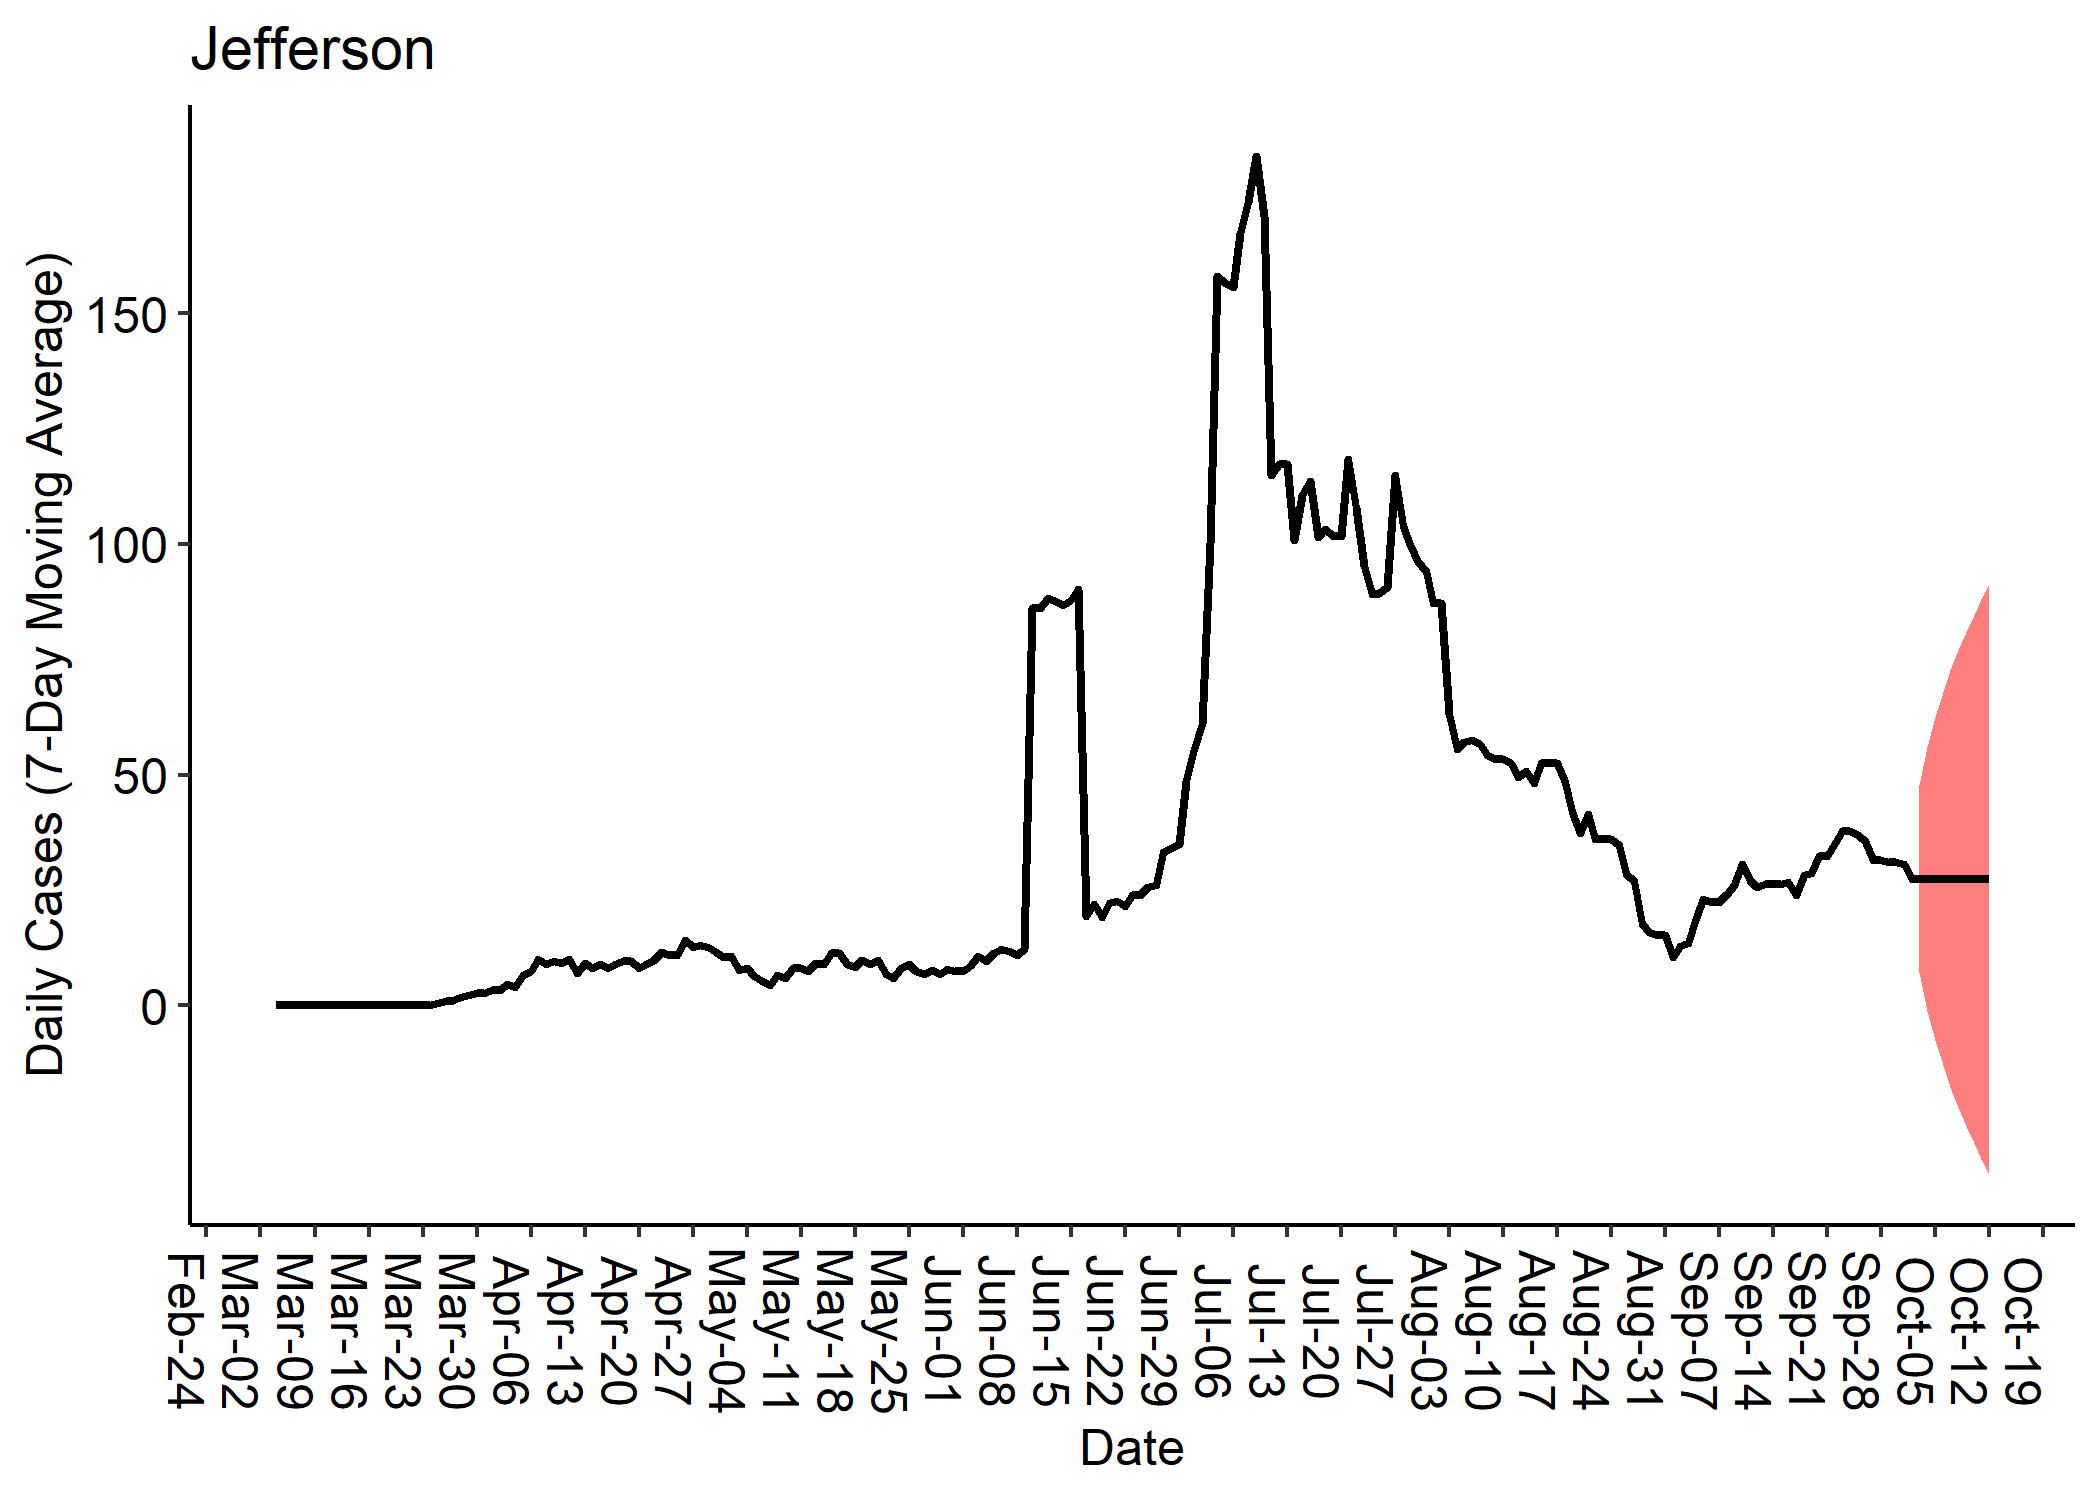 Jefferson
Daily Cases (7-Day Moving Average)
150
100
50
0
Feb-24
Mar-02
Mar-09
Mar-16
Mar-23
Mar-30
Apr-06
Apr-13
Apr-20
Apr-27
May-04
May-11
May-18
May-25
Jun-01
Jun-08
Jun-15
Jun-22
Jun-29
Jul-06
Jul-13
Jul-20
Jul-27
Aug-03
Aug-10
Aug-17
Aug-24
Aug-31
Sep-07
Sep-14
Sep-21
Sep-28
Oct-05
Oct-12
Oct-19
Date